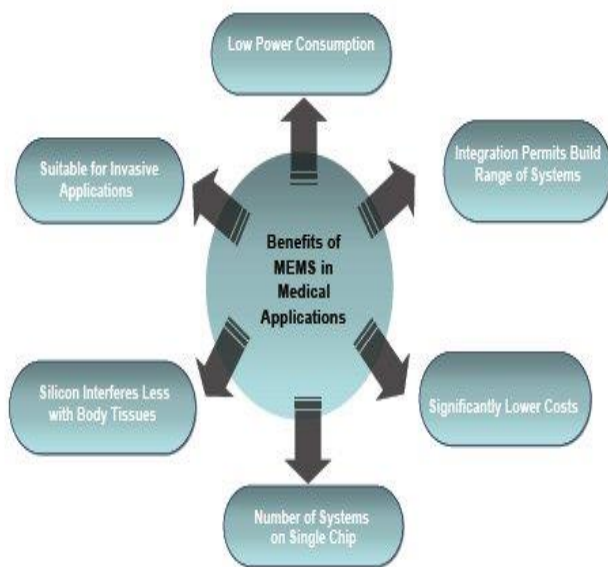 Low Power Consumption
Suitable for Invasive
Applications
Integration Permits Build
Range of Systems
Benefits of
MEMS in
Medical
Applications
Silicon Interferes Less
with Body Tissues
Significantly Lower Costs
Number of Systems
on Single Chip